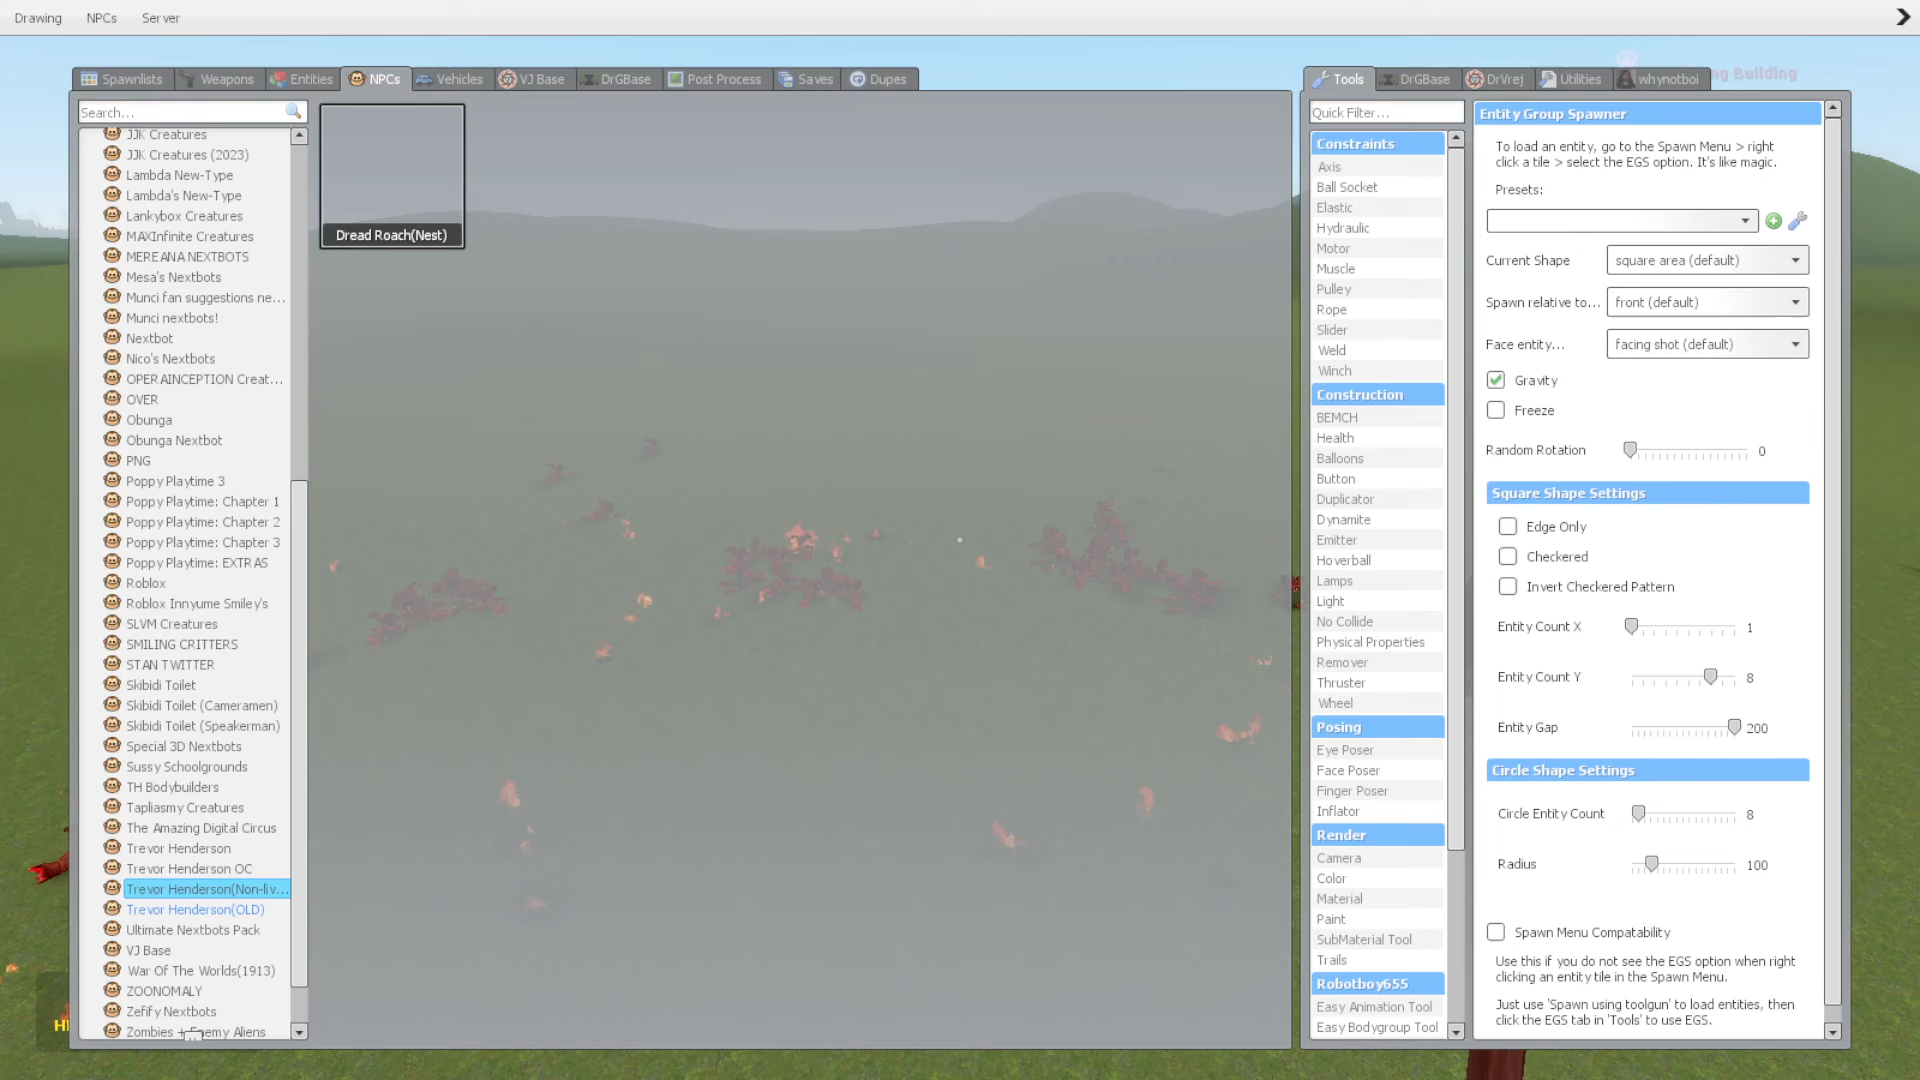 Drawing NPCs Server
Spawnlists Weapons Entities NPCs Vehicles VJ Base DrGBase Post Process Saves Dupes
Search...
JJK Creatures
JJK Creatures (2023)
Lambda New-Type
Lambda's New-Type
Lankybox Creatures
MAXInfinite Creatures
MEREANA NEXTBOTS
Mesa's Nextbots
Munci fan suggestions ne...
Munci nextbots!
Nextbot
Nico's Nextbots
OPERAINCEPTION Creat...
OVER
Obunga
Obunga Nextbot
PNG
Poppy Playtime 3
Poppy Playtime: Chapter 1
Poppy Playtime: Chapter 2
Poppy Playtime: Chapter 3
Poppy Playtime: EXTRAS
Roblox
Roblox Innyume Smiley's
SLVM Creatures
SMILING CRITTERS
STAN TWITTER
Skibidi Toilet
Skibidi Toilet (Cameramen)
Skibidi Toilet (Speakerman)
Special 3D Nextbots
Sussy Schoolgrounds
TH Bodybuilders
Tapliasmy Creatures
The Amazing Digital Circus
Trevor Henderson
Trevor Henderson OC
Trevor Henderson(Non-liv...
Trevor Henderson(OLD)
Ultimate Nextbots Pack
VJ Base
War Of The Worlds(1913)
ZOONOMALY
Zefify Nextbots
Zombies + Enemy Aliens
Dread Roach(Nest)
Tools DrGBase DrVrej Utilities whynotboi
Building
Quick Filter...
Constraints
Axis
Ball Socket
Elastic
Hydraulic
Motor
Muscle
Pulley
Rope
Slider
Weld
Winch
Construction
BEMCH
Health
Balloons
Button
Duplicator
Dynamite
Emitter
Hoverball
Lamps
Light
No Collide
Physical Properties
Remover
Thruster
Wheel
Posing
Eye Poser
Face Poser
Finger Poser
Inflator
Render
Camera
Color
Material
Paint
SubMaterial Tool
Trails
Robotboy655
Easy Animation Tool
Easy Bodygroup Tool
Entity Group Spawner
To load an entity, go to the Spawn Menu > right
click a tile > select the EGS option. It's like magic.
Presets:
Current Shape square area (default)
Spawn relative to... front (default)
Face entity... facing shot (default)
Gravity
Freeze
Random Rotation 0
Square Shape Settings
Edge Only
Checkered
Invert Checkered Pattern
Entity Count X 1
Entity Count Y 8
Entity Gap 200
Circle Shape Settings
Circle Entity Count 8
Radius 100
Spawn Menu Compatability
Use this if you do not see the EGS option when right
clicking an entity tile in the Spawn Menu.
Just use 'Spawn using toolgun' to load entities, then
click the EGS tab in 'Tools' to use EGS.